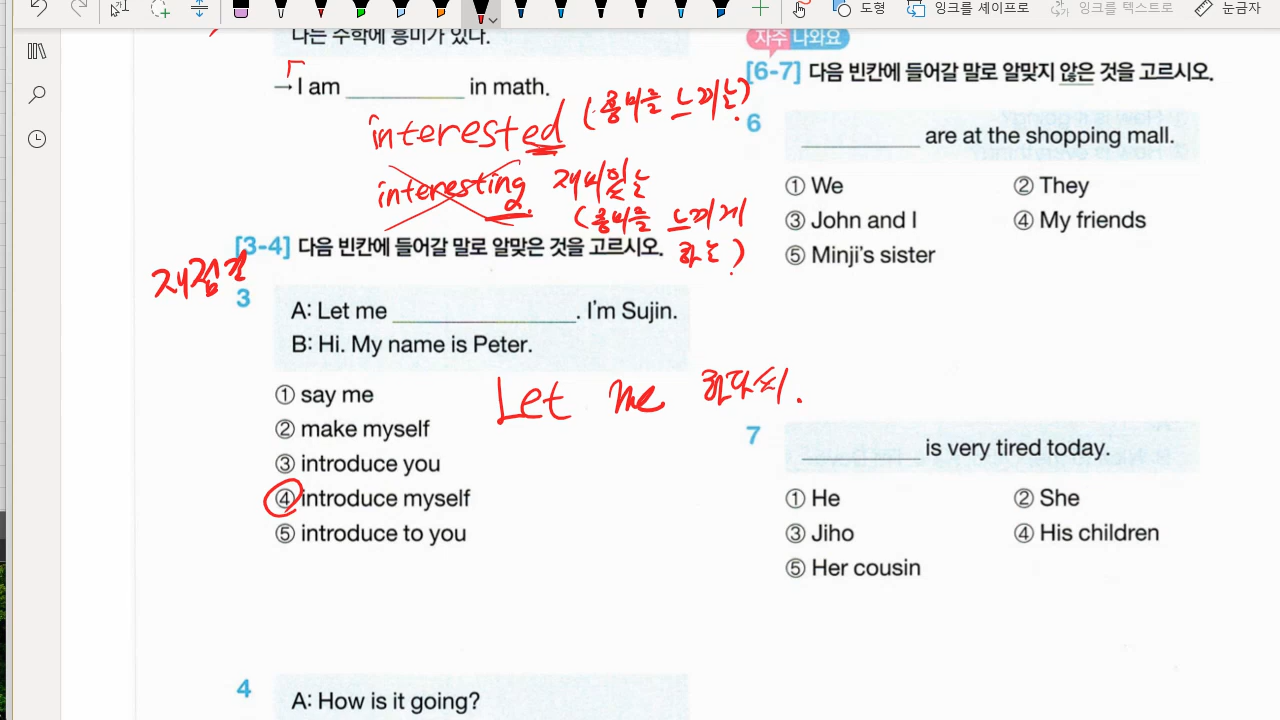 도형
잉크를 셰이프로
잉크를 텍스트로
눈금자
나는 수학에 흥미가 있다.
→ I am __________ in math.
interested (흥미를 느끼는)
interesting 재미있는
(흥미를 느끼게
하는)
[3-4] 다음 빈칸에 들어갈 말로 알맞은 것을 고르시오.
재점검
3
A: Let me ________________. I'm Sujin.
B: Hi. My name is Peter.
① say me
② make myself
③ introduce you
④ introduce myself
⑤ introduce to you
Let me
4
A: How is it going?
자주 나와요
[6-7] 다음 빈칸에 들어갈 말로 알맞지 않은 것을 고르시오.
6
__________ are at the shopping mall.
① We ② They
③ John and I ④ My friends
⑤ Minji's sister
7
__________ is very tired today.
① He ② She
③ Jiho ④ His children
⑤ Her cousin